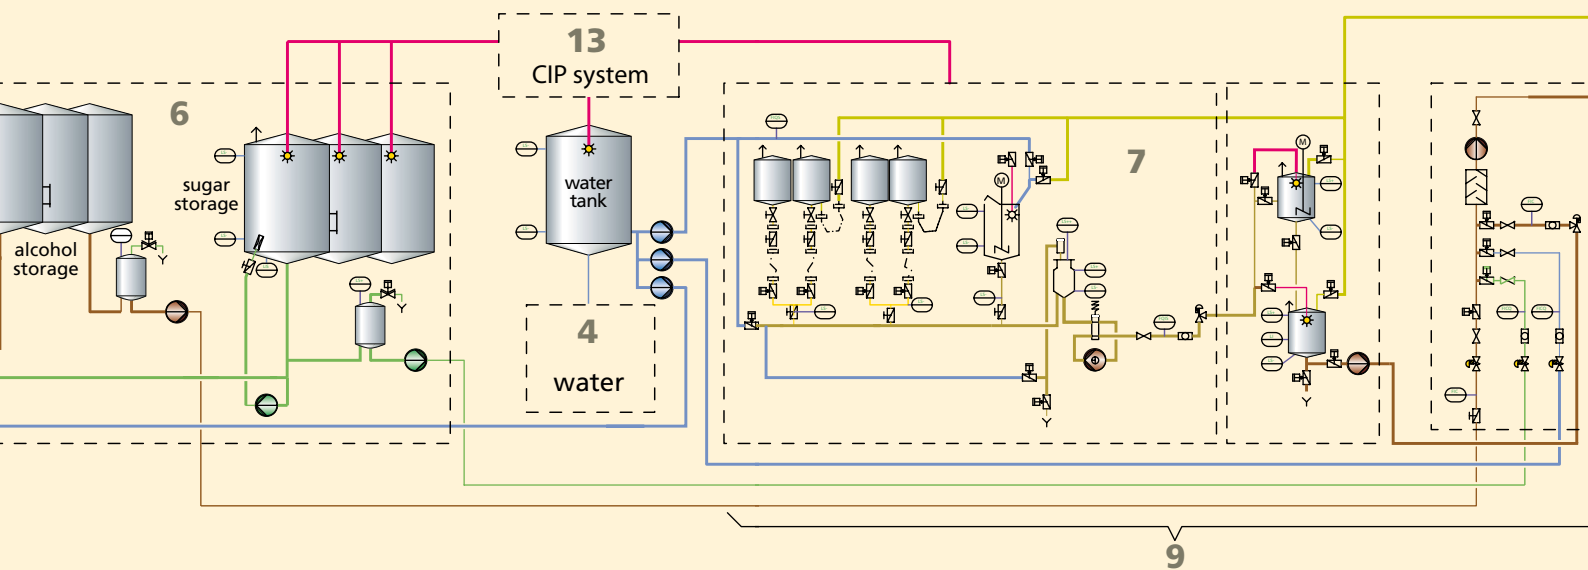 13
CIP system
6
sugar
storage
alcohol
storage
water
tank
4
water
7
M
M
9